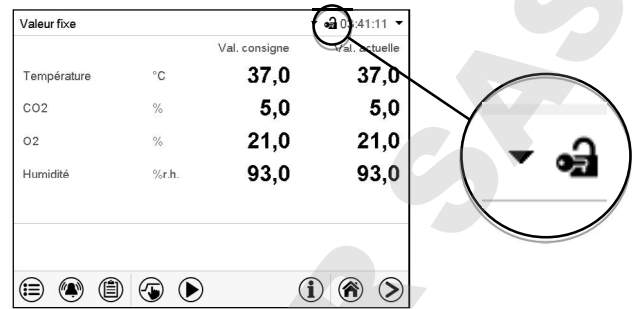 Valeur fixe 03:41:11
Val. consigne Val. actuelle
Température °C 37,0 37,0
CO2 % 5,0 5,0
O2 % 21,0 21,0
Humidité %r.h. 93,0 93,0